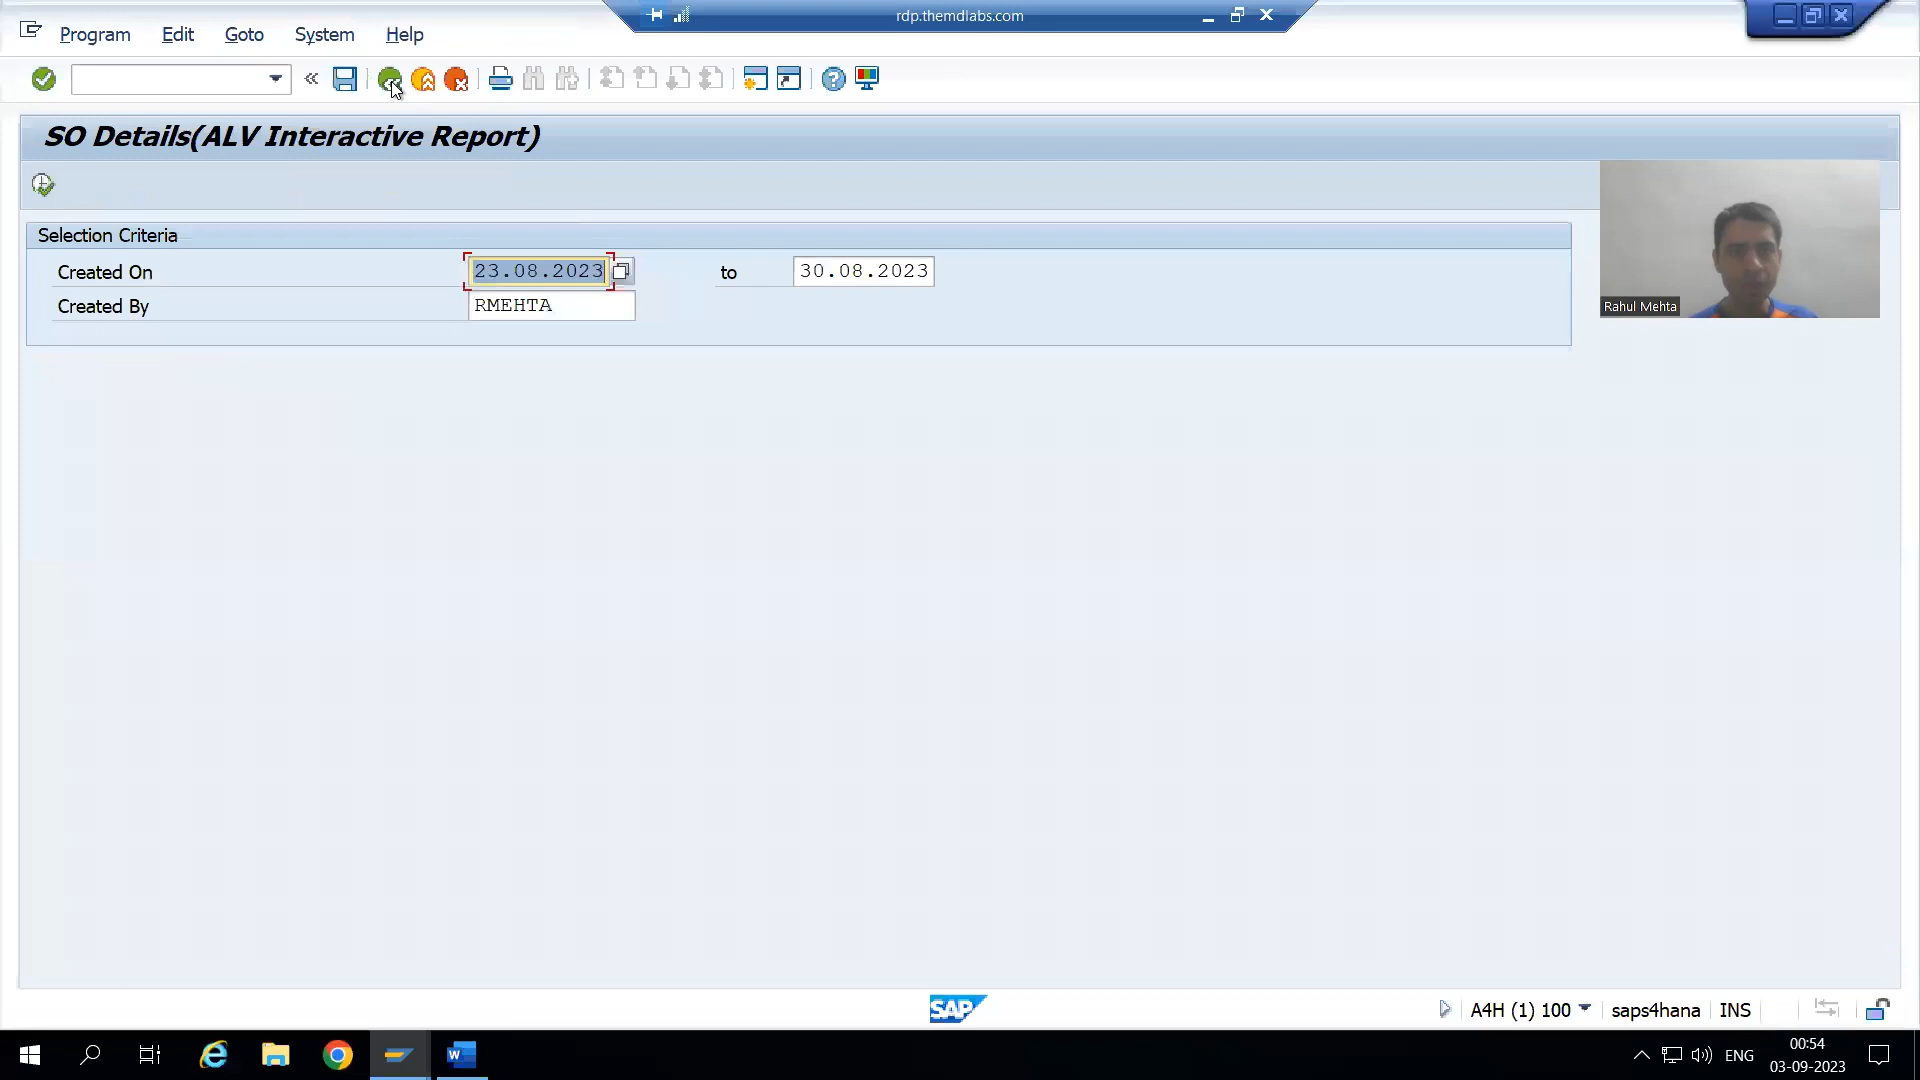 rdp.themdlabs.com
Program Edit Goto System Help
SO Details(ALV Interactive Report)
Selection Criteria
Created On 23.08.2023 to 30.08.2023
Created By RMEHTA
Rahul Mehta
SAP A4H (1) 100 saps4hana INS
ENG 00:54
03-09-2023